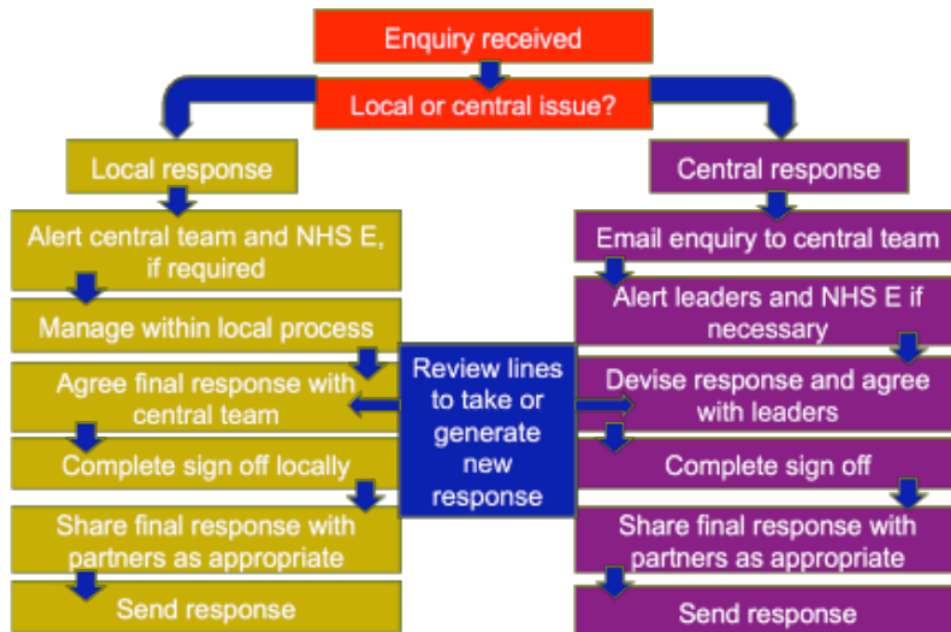 Enquiry received
Local or central issue?
Local response
Alert central team and NHS E,
if required
Manage within local process
Agree final response with
central team
Complete sign off locally
Share final response with
partners as appropriate
Send response
Review lines
to take or
generate
new
response
Central response
Email enquiry to central team
Alert leaders and NHS E if
necessary
Devise response and agree
with leaders
Complete sign off
Share final response with
partners as appropriate
Send response